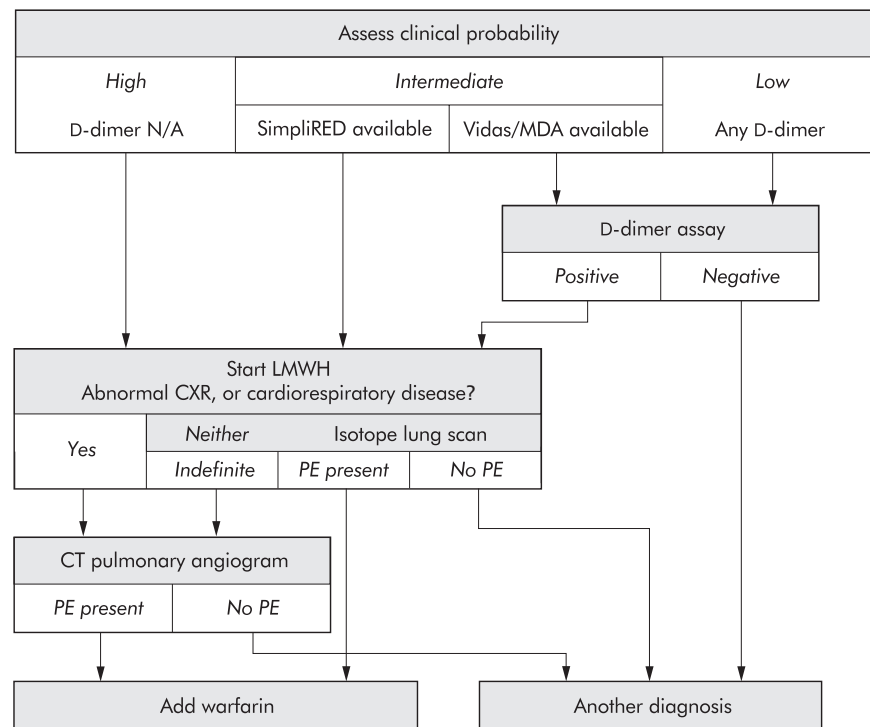 Assess clinical probability
High
Intermediate
Low
D-dimer N/A
SimpliRED available
Vidas/MDA available
Any D-dimer
D-dimer assay
Positive
Negative
Start LMWH
Abnormal CXR, or cardiorespiratory disease?
Yes
Neither
Isotope lung scan
Indefinite
PE present
No PE
CT pulmonary angiogram
PE present
No PE
Add warfarin
Another diagnosis